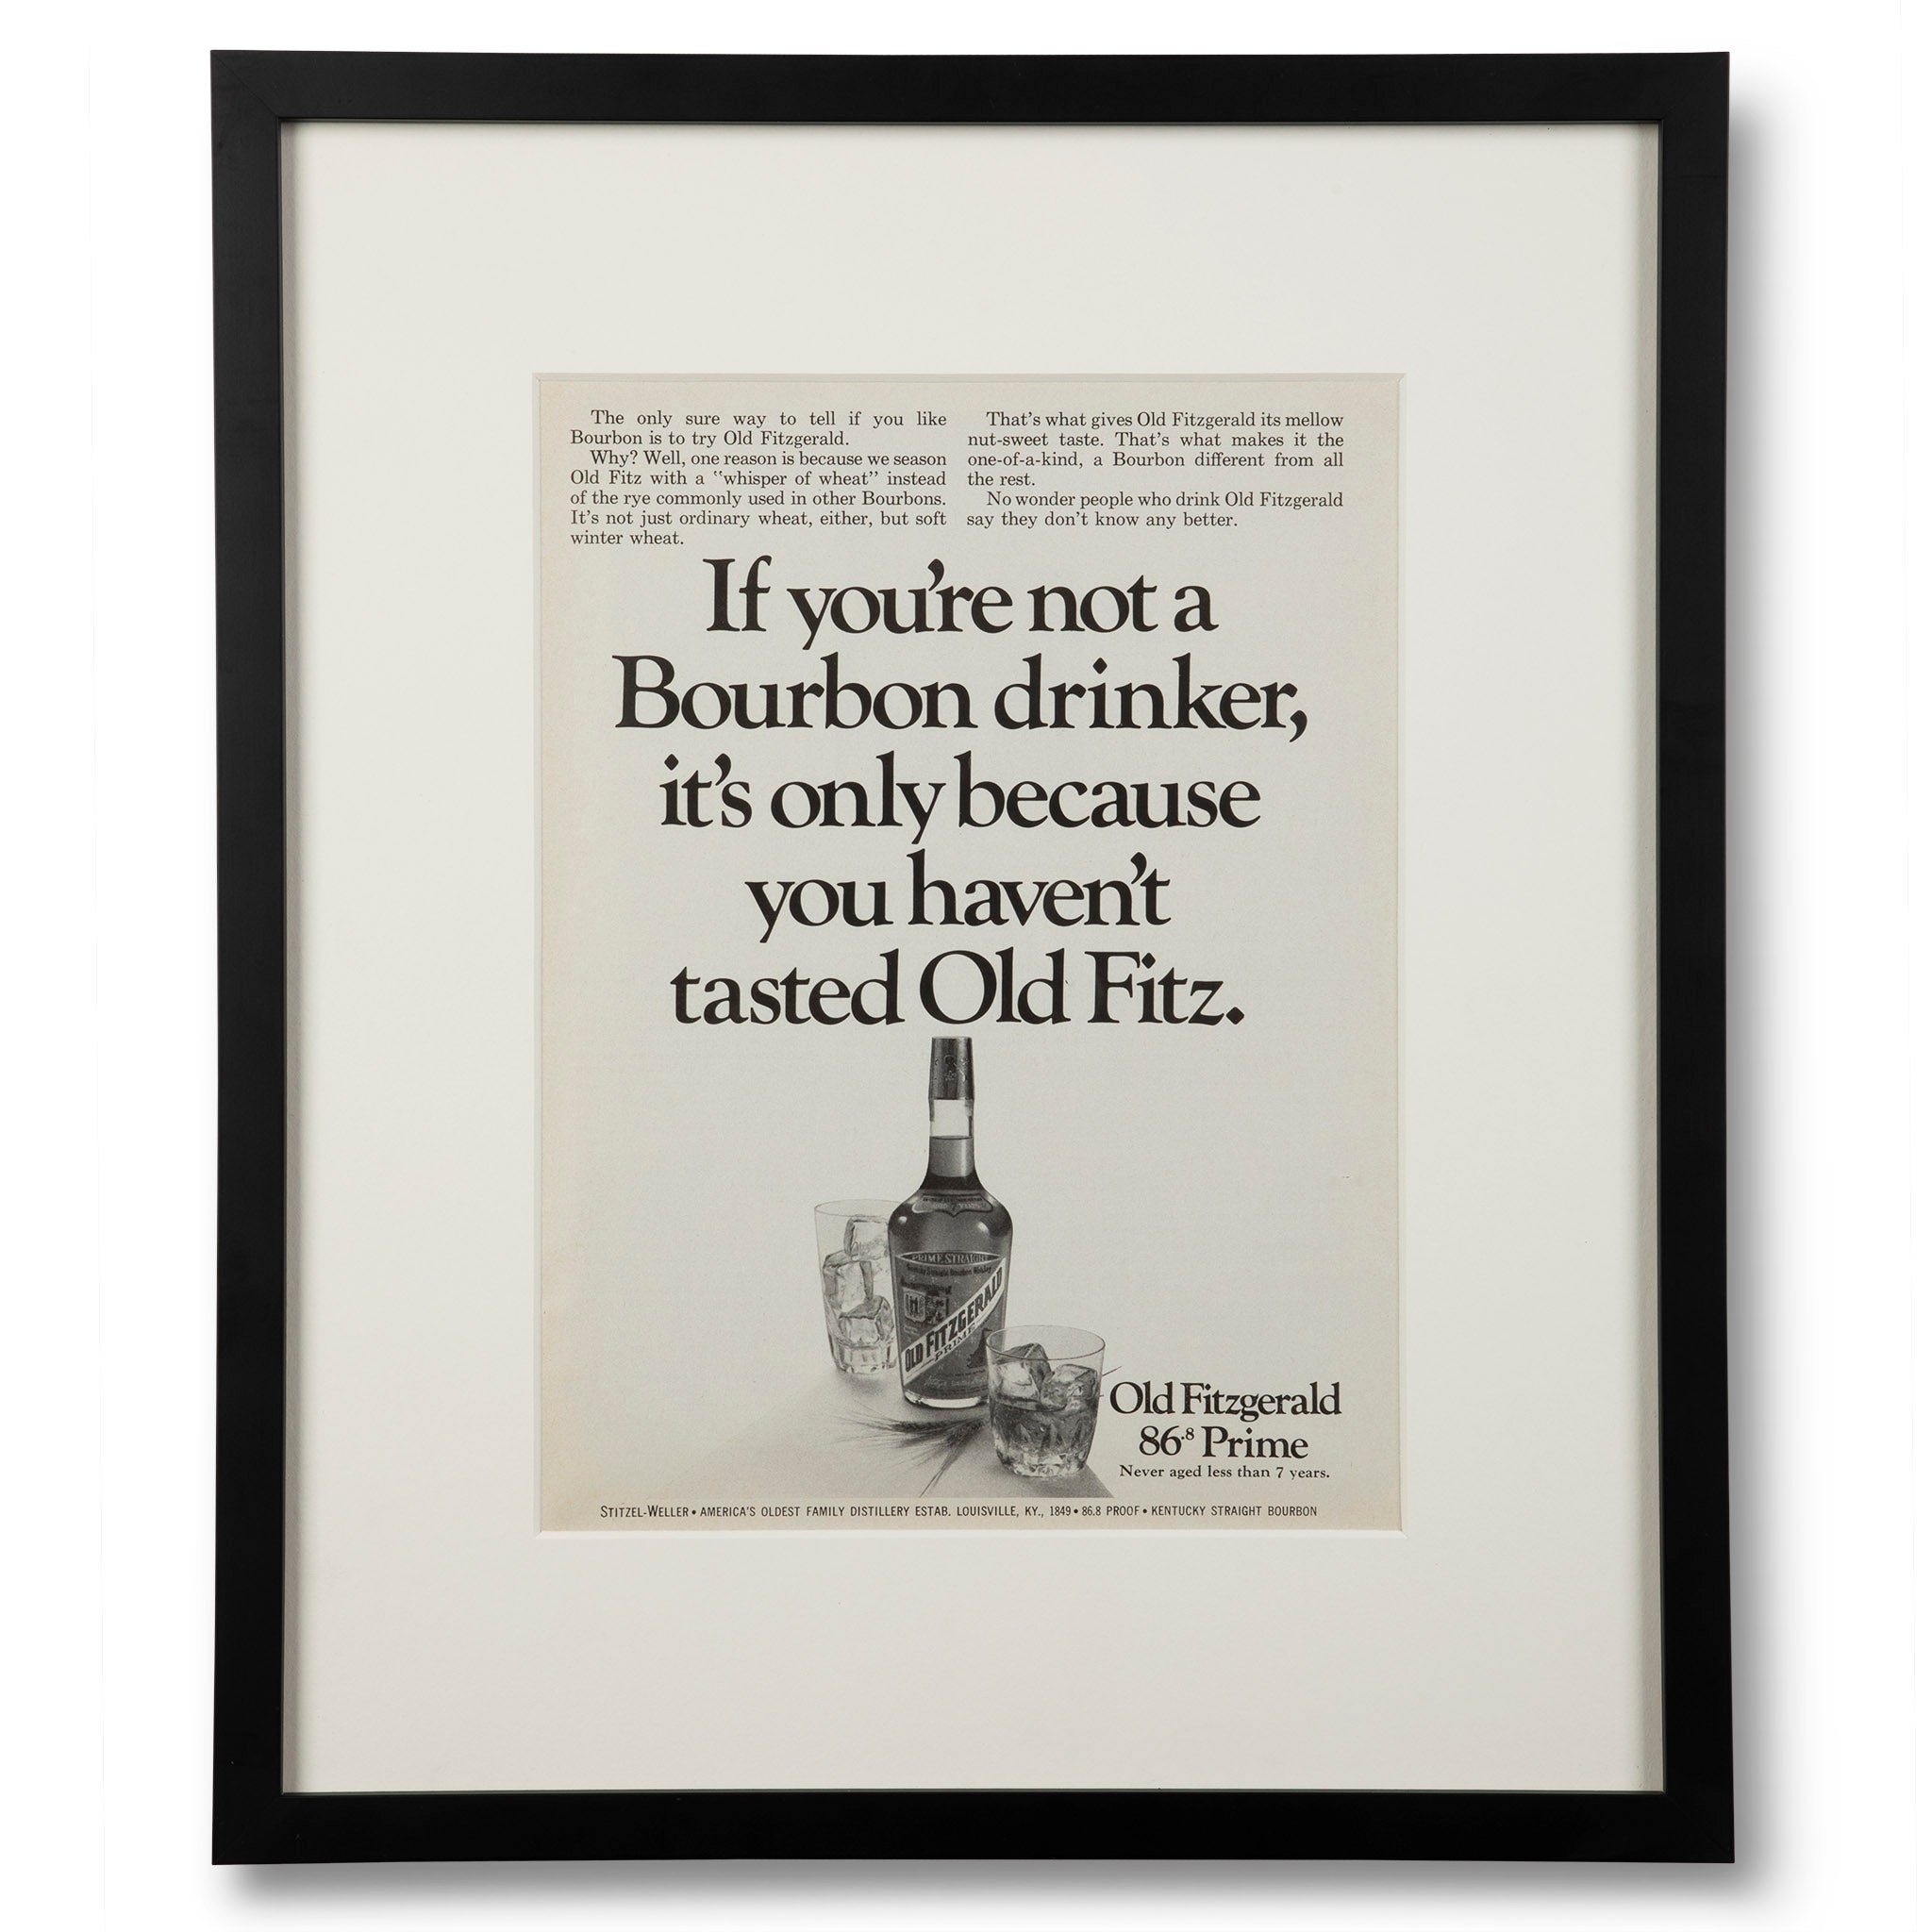 The only sure way to tell if you like
Bourbon is to try Old Fitzgerald.
Why? Well, one reason is because we season
Old Fitz with a "whisper of wheat" instead
of the rye commonly used in other Bourbons.
It's not just ordinary wheat, either, but soft
winter wheat.
That's what gives Old Fitzgerald its mellow
nut-sweet taste. That's what makes it the
one-of-a-kind, a Bourbon different from all
the rest.
No wonder people who drink Old Fitzgerald
say they don't know any better.
If you're not a
Bourbon drinker,
it's only because
you haven't
tasted Old Fitz.
PRIME STRAIGHT
Kentucky Straight Bourbon Whiskey
OLD FITZGERALD
PRIME
Old Fitzgerald
86.8 Prime
Never aged less than 7 years.
STITZEL-WELLER • AMERICA'S OLDEST FAMILY DISTILLERY ESTAB. LOUISVILLE, KY., 1849 • 86.8 PROOF • KENTUCKY STRAIGHT BOURBON